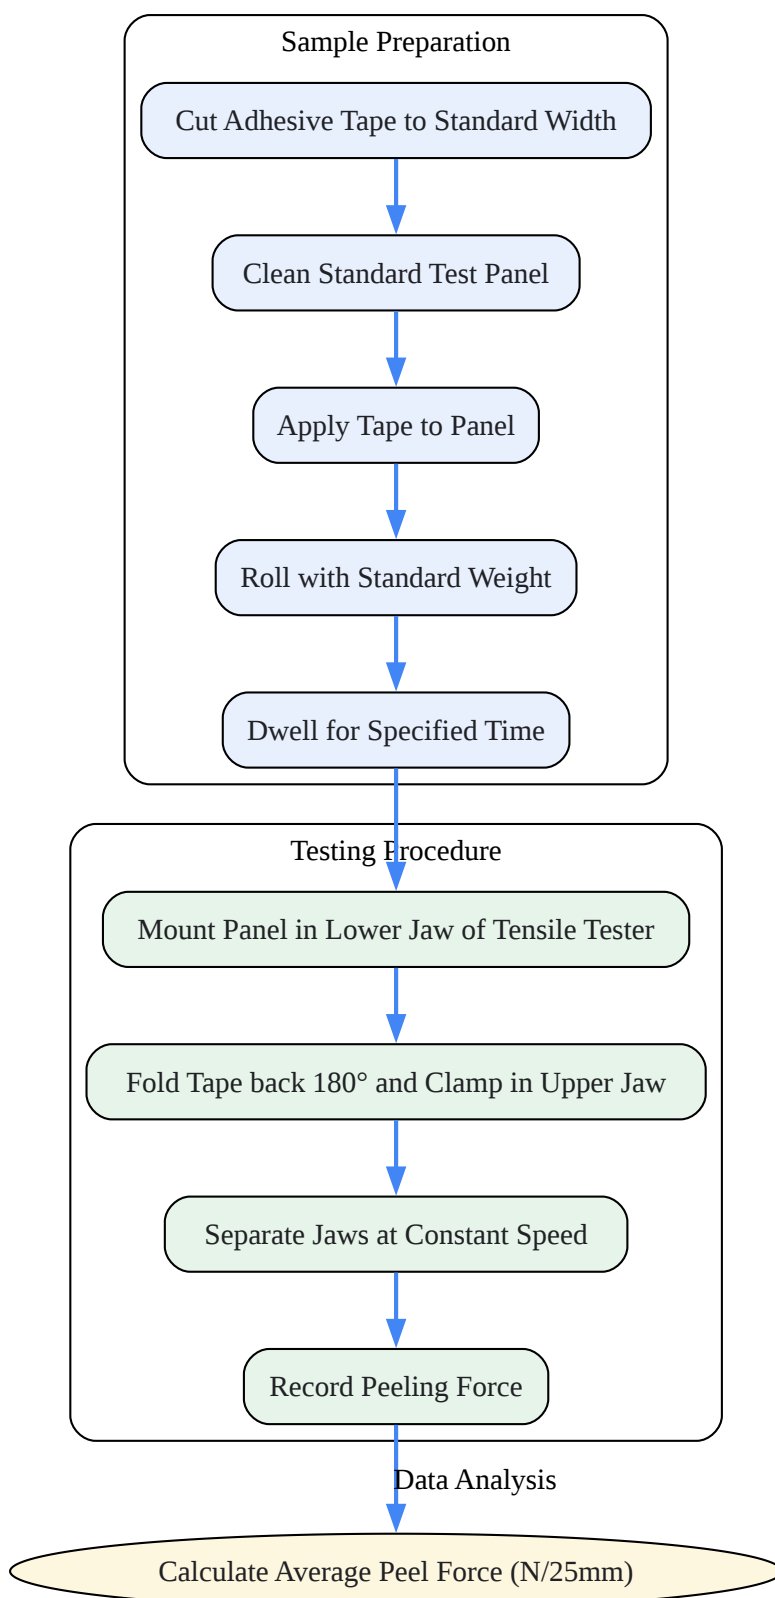 Sample Preparation
Cut Adhesive Tape to Standard Width
Clean Standard Test Panel
Apply Tape to Panel
Roll with Standard Weight
Dwell for Specified Time
Testing Procedure
Mount Panel in Lower Jaw of Tensile Tester
Fold Tape back 180° and Clamp in Upper Jaw
Separate Jaws at Constant Speed
Record Peeling Force
Data Analysis
Calculate Average Peel Force (N/25mm)